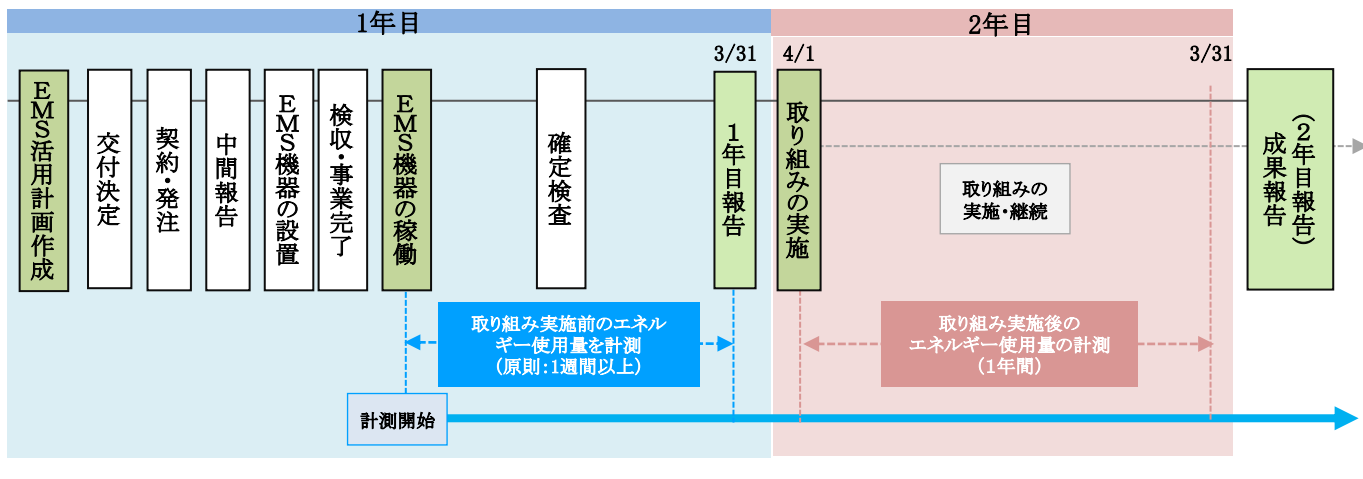 1年目
2年目
3/31
4/1
3/31
EMS活用計画作成
交付決定
契約・発注
中間報告
EMS機器の設置
検収・事業完了
EMS機器の稼働
確定検査
1年目報告
取り組みの実施
取り組みの
実施・継続
(2年目報告)
成果報告
取り組み実施前のエネル
ギー使用量を計測
(原則:1週間以上)
取り組み実施後の
エネルギー使用量の計測
(1年間)
計測開始